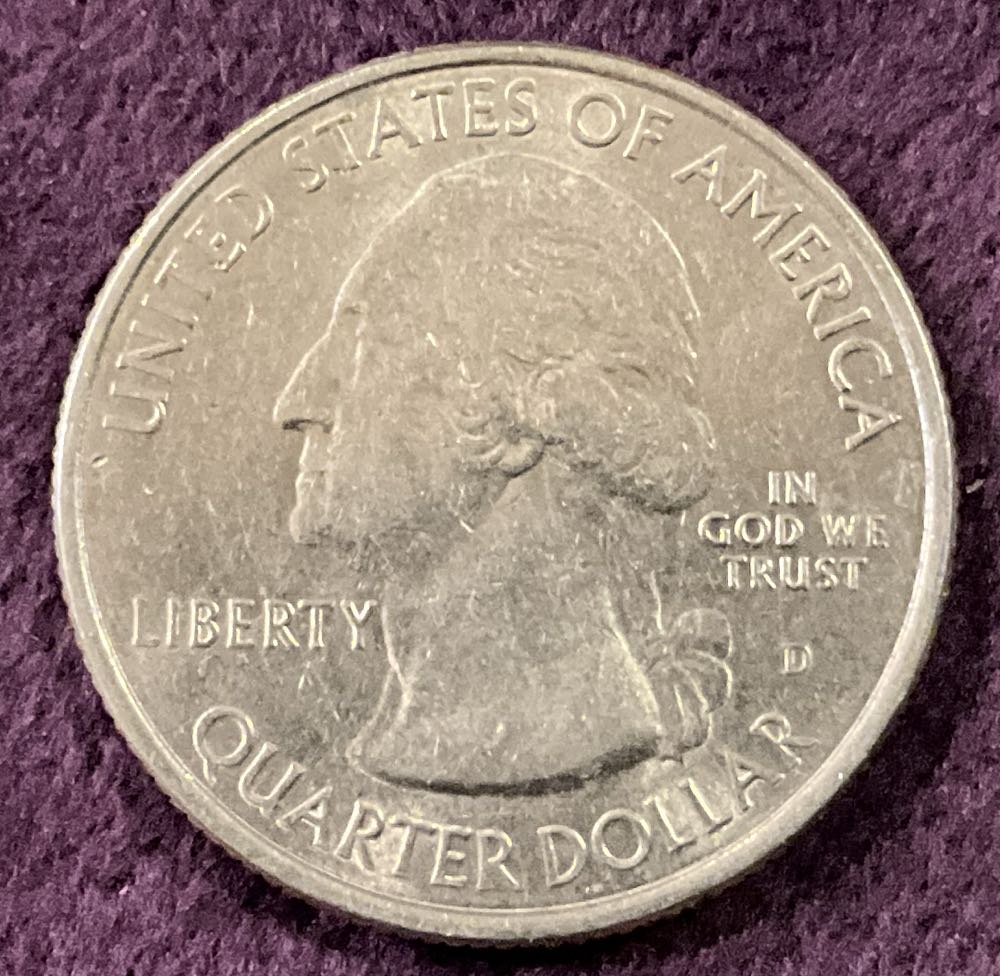 UNITED STATES OF AMERICA
IN
GOD WE
TRUST
LIBERTY
D
QUARTER DOLLAR